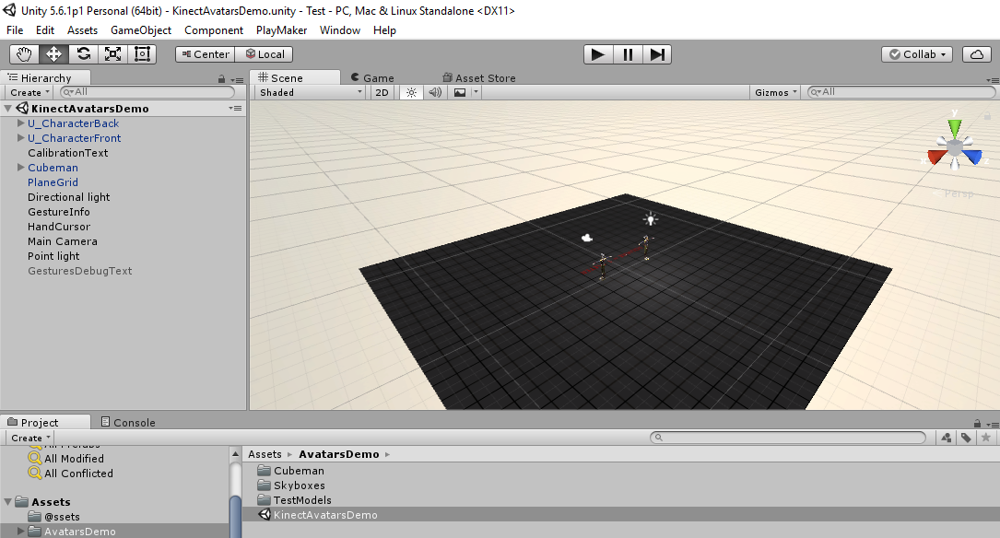 Unity 5.6.1p1 Personal (64bit) - KinectAvatarsDemo.unity - Test - PC, Mac & Linux Standalone <DX11>
File Edit Assets GameObject Component PlayMaker Window Help
Center Local Collab
Hierarchy
Create All
KinectAvatarsDemo
U_CharacterBack
U_CharacterFront
CalibrationText
Cubeman
PlaneGrid
Directional light
GestureInfo
HandCursor
Main Camera
Point light
GesturesDebugText
Scene Game Asset Store
Shaded 2D Gizmos All
y
x z
Persp
Project Console
Create
All Prefabs
All Modified
All Conflicted
Assets
@ssets
AvatarsDemo
Assets AvatarsDemo
Cubeman
Skyboxes
TestModels
KinectAvatarsDemo